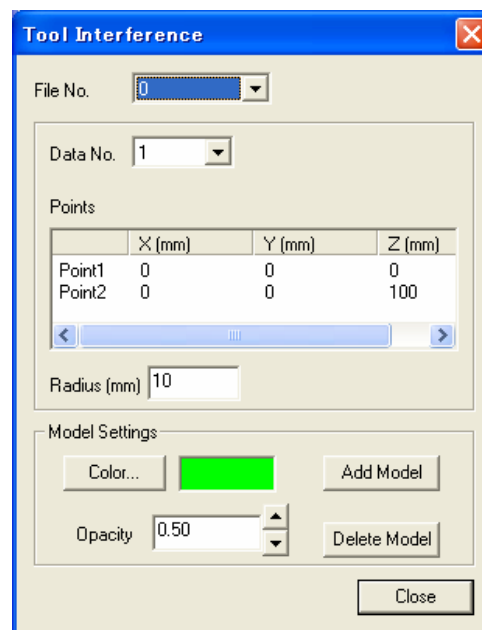 Tool Interference
File No. 0
Data No. 1
Points
X (mm) Y (mm) Z (mm)
Point1 0 0 0
Point2 0 0 100
Radius (mm) 10
Model Settings
Color... Add Model
Opacity 0.50 Delete Model
Close